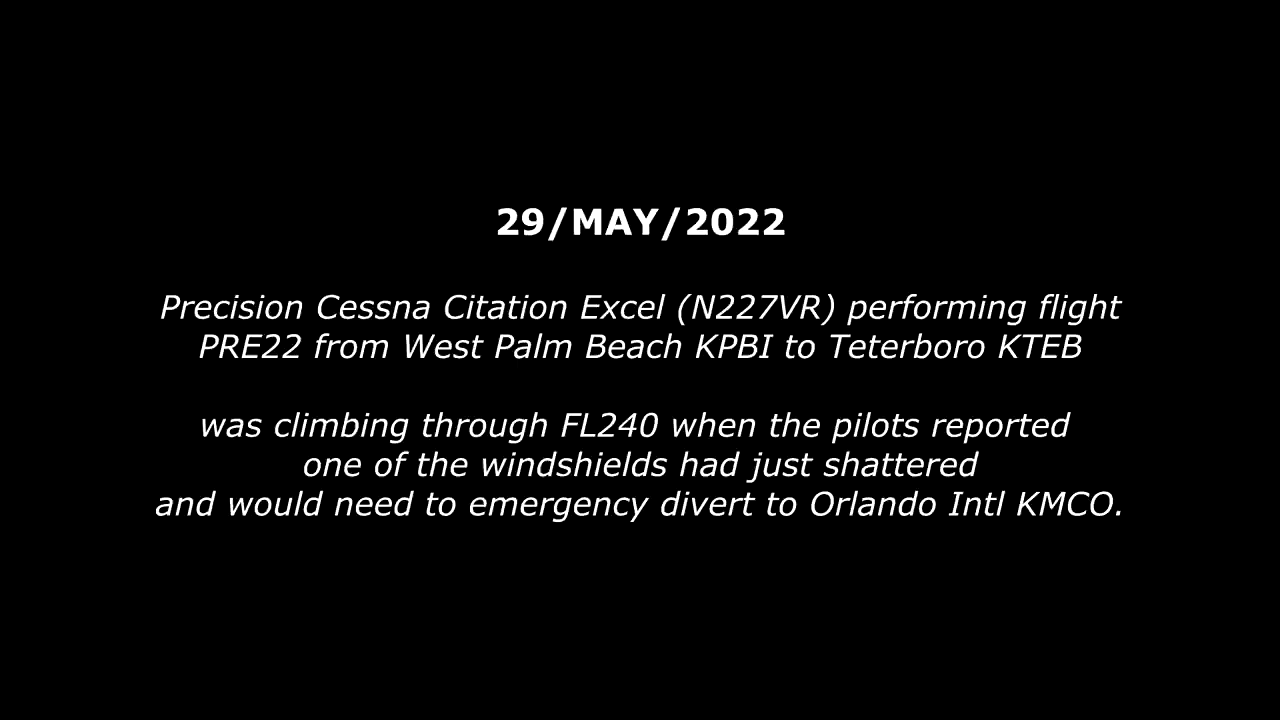 29/MAY/2022
Precision Cessna Citation Excel (N227VR) performing flight
PRE22 from West Palm Beach KPBI to Teterboro KTEB
was climbing through FL240 when the pilots reported
one of the windshields had just shattered
and would need to emergency divert to Orlando Intl KMCO.